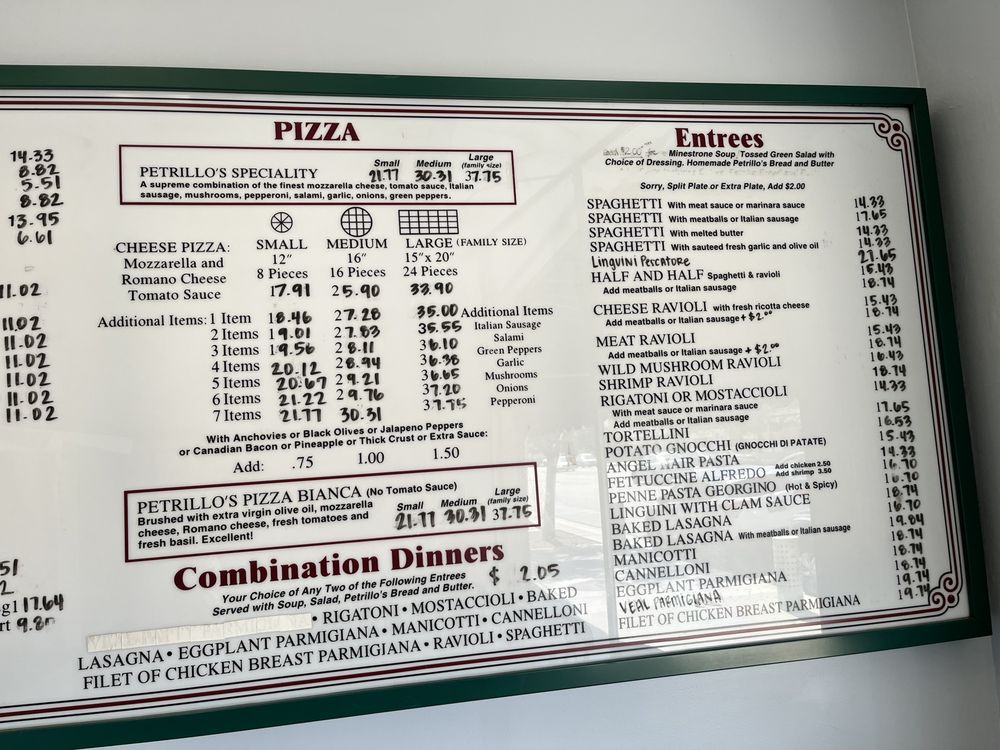 14.33
8.82
5.51
8.82
13.95
6.61
11.02
11.02
11.02
11.02
11.02
11.02
11.02
51
2
g1 17.64
rt 9.80
PIZZA
PETRILLO'S SPECIALITY
Small Medium Large (family size)
21.77 30.31 37.75
A supreme combination of the finest mozzarella cheese, tomato sauce, Italian
sausage, mushrooms, pepperoni, salami, garlic, onions, green peppers.
CHEESE PIZZA: SMALL MEDIUM LARGE (FAMILY SIZE)
Mozzarella and 12" 16" 15" x 20"
Romano Cheese 8 Pieces 16 Pieces 24 Pieces
Tomato Sauce 17.91 25.90 33.90
Additional Items: 1 Item 18.46 27.28 35.00
2 Items 19.01 27.83 35.55
3 Items 19.56 28.11 36.10
4 Items 20.12 28.94 36.38
5 Items 20.67 29.21 36.65
6 Items 21.22 29.76 37.20
7 Items 21.77 30.31 37.75
Additional Items
Italian Sausage
Salami
Green Peppers
Garlic
Mushrooms
Onions
Pepperoni
With Anchovies or Black Olives or Jalapeno Peppers
or Canadian Bacon or Pineapple or Thick Crust or Extra Sauce:
Add: .75 1.00 1.50
PETRILLO'S PIZZA BIANCA (No Tomato Sauce)
Brushed with extra virgin olive oil, mozzarella
cheese, Romano cheese, fresh tomatoes and
fresh basil. Excellent!
Small Medium Large (family size)
21.77 30.31 37.75
Combination Dinners
Your Choice of Any Two of the Following Entrees $ 2.05
Served with Soup, Salad, Petrillo's Bread and Butter.
• RIGATONI • MOSTACCIOLI • BAKED
LASAGNA • EGGPLANT PARMIGIANA • MANICOTTI • CANNELLONI
FILET OF CHICKEN BREAST PARMIGIANA • RAVIOLI • SPAGHETTI
Entrees
$2.00 for Minestrone Soup, Tossed Green Salad with
Choice of Dressing. Homemade Petrillo's Bread and Butter
Sorry, Split Plate or Extra Plate, Add $2.00
SPAGHETTI With meat sauce or marinara sauce 14.33
SPAGHETTI With meatballs or Italian sausage 17.65
SPAGHETTI With melted butter 14.33
SPAGHETTI With sauteed fresh garlic and olive oil 14.33
Linguini Percatore 27.65
HALF AND HALF Spaghetti & ravioli 15.43
Add meatballs or Italian sausage 18.74
CHEESE RAVIOLI with fresh ricotta cheese 15.43
Add meatballs or Italian sausage + $2.00 18.74
MEAT RAVIOLI 15.43
Add meatballs or Italian sausage + $2.00 18.74
WILD MUSHROOM RAVIOLI 16.43
SHRIMP RAVIOLI 18.74
RIGATONI OR MOSTACCIOLI 14.33
With meat sauce or marinara sauce
Add meatballs or Italian sausage 17.65
TORTELLINI 16.53
POTATO GNOCCHI (GNOCCHI DI PATATE) 15.43
ANGEL HAIR PASTA 14.33
FETTUCCINE ALFREDO Add chicken 2.50 Add shrimp 3.50 16.70
PENNE PASTA GEORGINO (Hot & Spicy) 16.70
LINGUINI WITH CLAM SAUCE 18.74
BAKED LASAGNA 16.70
BAKED LASAGNA With meatballs or Italian sausage 19.84
MANICOTTI 18.74
CANNELLONI 18.74
EGGPLANT PARMIGIANA 18.74
VEAL PARMIGIANA 19.74
FILET OF CHICKEN BREAST PARMIGIANA 19.74